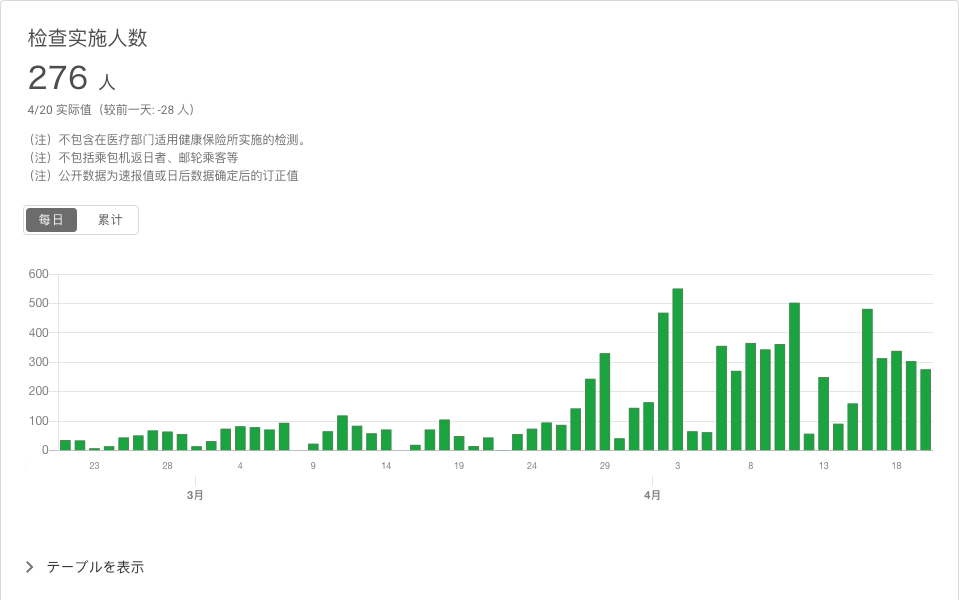 检查实施人数
276 人
4/20 实际值（较前一天: -28 人）
（注）不包含在医疗部门适用健康保险所实施的检测。
（注）不包括乘包机返日者、邮轮乘客等
（注）公开数据为速报值或日后数据确定后的订正值
每日 累计
600
500
400
300
200
100
0
23 28 4 9 14 19 24 29 3 8 13 18
3月 4月
テーブルを表示